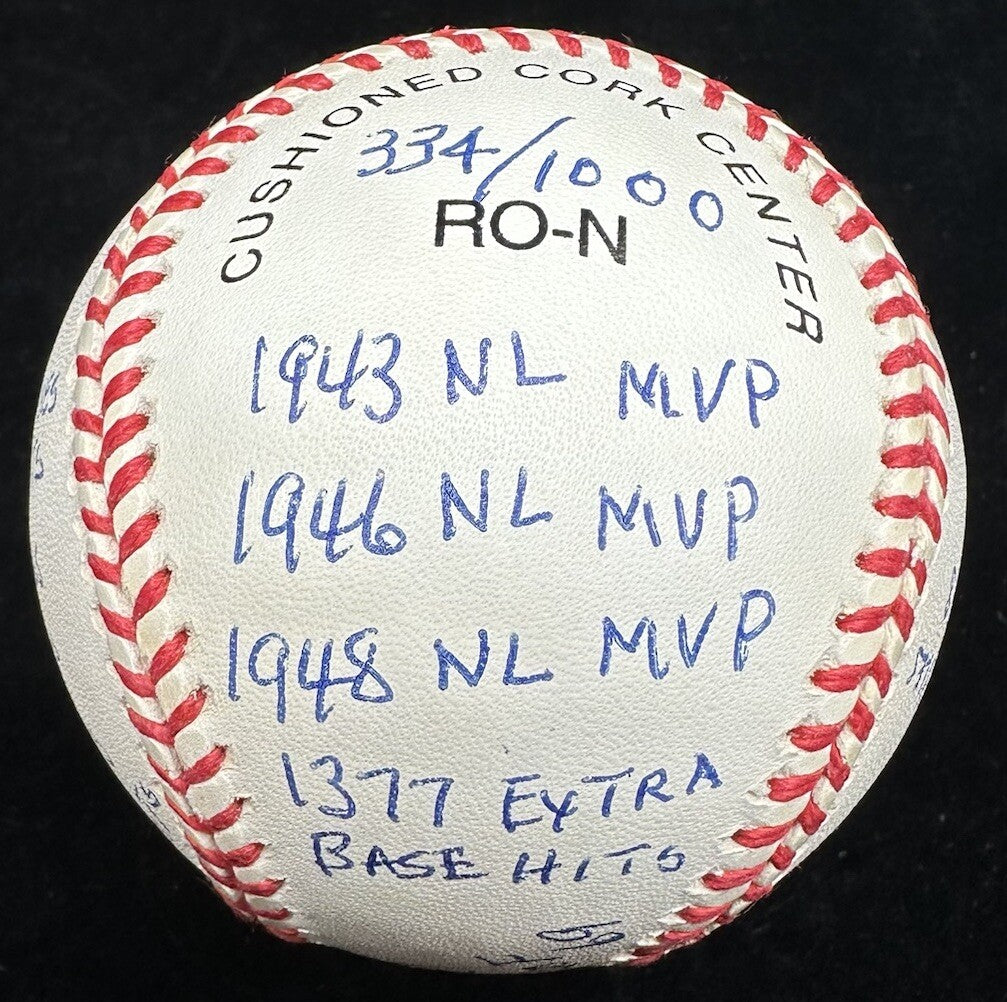 CUSHIONED CORK CENTER
334/1000
RO-N
1943 NL MVP
1946 NL MVP
1948 NL MVP
1377 EXTRA
BASE HITS